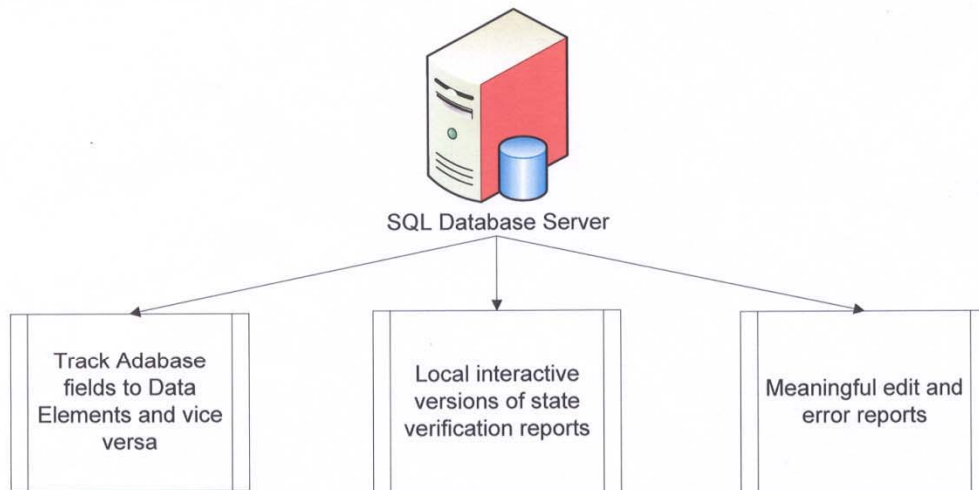 SQL Database Server
Track Adabase
fields to Data
Elements and vice
versa
Local interactive
versions of state
verification reports
Meaningful edit and
error reports